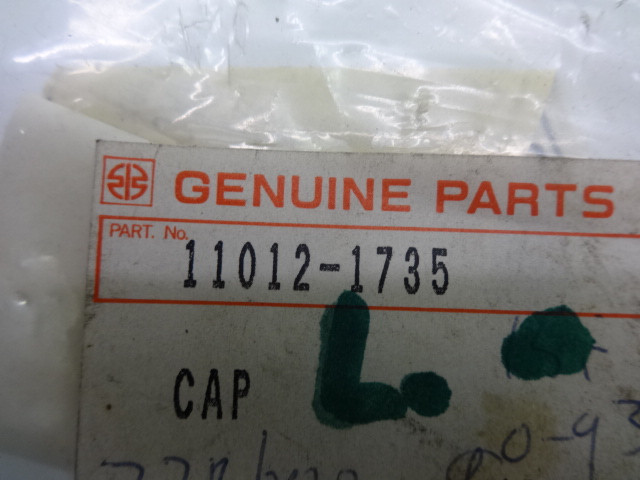 GENUINE PARTS
PART. No.
11012-1735
CAP L.